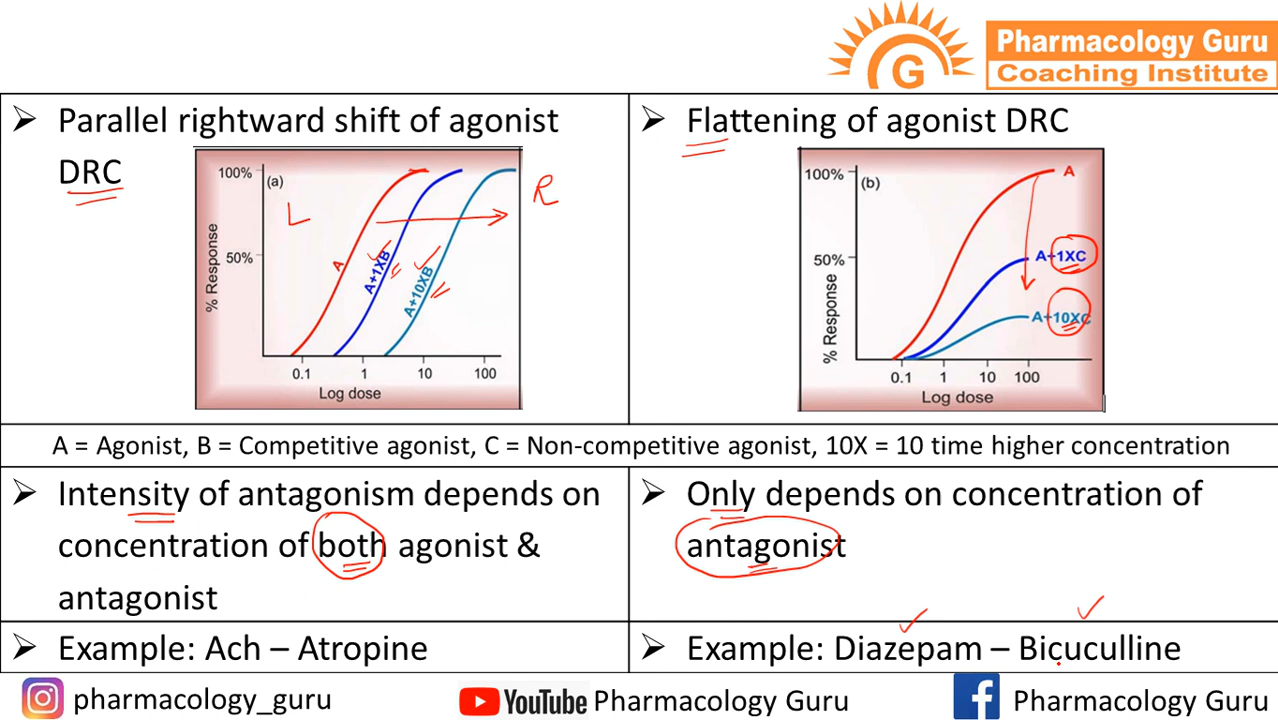 Pharmacology Guru
Coaching Institute
G
➢ Parallel rightward shift of agonist
DRC
100%
(a)
50%
% Response
A
A+1XB
A+10XB
0.1 1 10 100
Log dose
L
R
➢ Flattening of agonist DRC
100%
(b)
50%
% Response
A
A+1XC
A+10XC
0.1 1 10 100
Log dose
A = Agonist, B = Competitive agonist, C = Non-competitive agonist, 10X = 10 time higher concentration
➢ Intensity of antagonism depends on
concentration of both agonist &
antagonist
➢ Only depends on concentration of
antagonist
➢ Example: Ach – Atropine
➢ Example: Diazepam – Bicuculline
pharmacology_guru
YouTube Pharmacology Guru
Pharmacology Guru